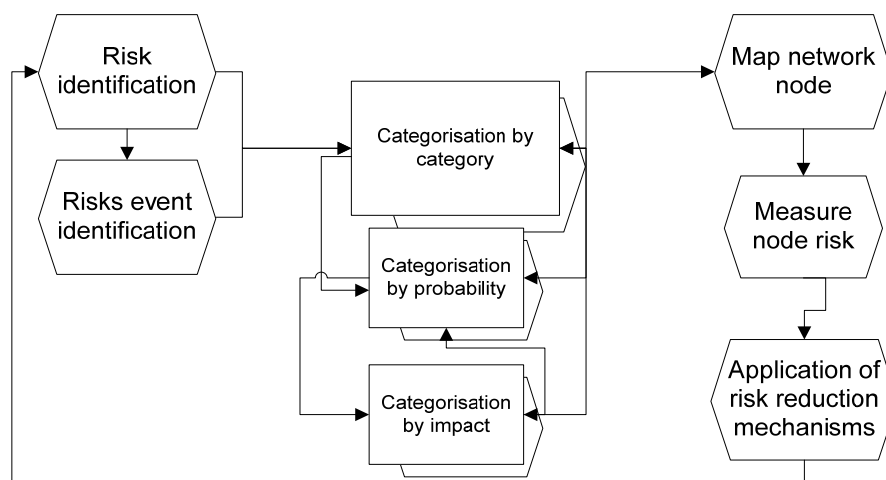 Risk
identification
Risks event
identification
Categorisation by
category
Categorisation
by probability
Categorisation
by impact
Map network
node
Measure
node risk
Application of
risk reduction
mechanisms